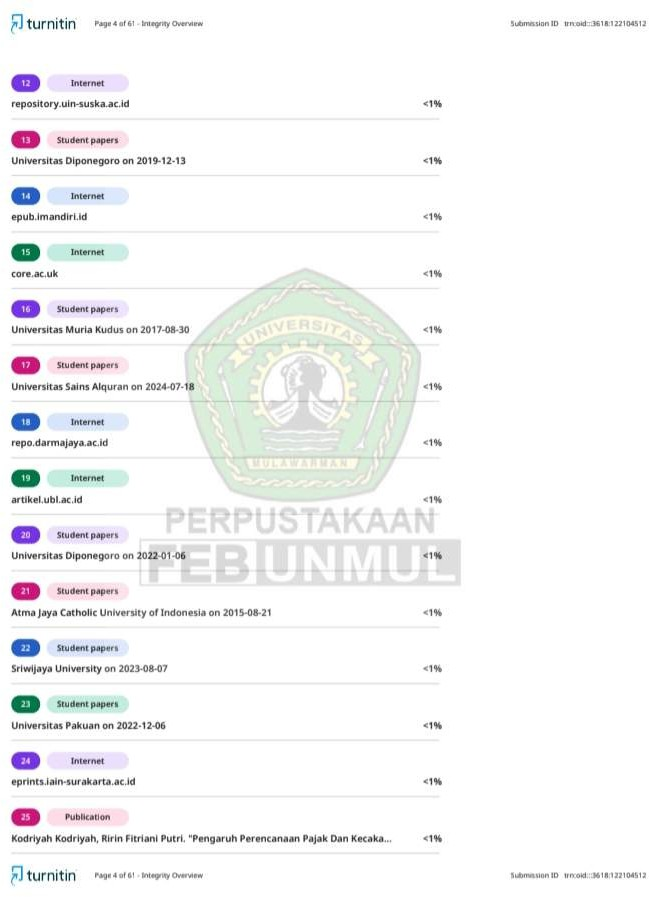 turnitin Page 4 of 61 - Integrity Overview Submission ID trn:oid:::3618:122104512
12 Internet
repository.uin-suska.ac.id <1%
13 Student papers
Universitas Diponegoro on 2019-12-13 <1%
14 Internet
epub.imandiri.id <1%
15 Internet
core.ac.uk <1%
16 Student papers
Universitas Muria Kudus on 2017-08-30 <1%
17 Student papers
Universitas Sains Alquran on 2024-07-18 <1%
18 Internet
repo.darmajaya.ac.id <1%
19 Internet
artikel.ubl.ac.id <1%
20 Student papers
Universitas Diponegoro on 2022-01-06 <1%
21 Student papers
Atma Jaya Catholic University of Indonesia on 2015-08-21 <1%
22 Student papers
Sriwijaya University on 2023-08-07 <1%
23 Student papers
Universitas Pakuan on 2022-12-06 <1%
24 Internet
eprints.iain-surakarta.ac.id <1%
25 Publication
Kodriyah Kodriyah, Ririn Fitriani Putri. "Pengaruh Perencanaan Pajak Dan Kecaka... <1%
UNIVERSITAS
MULAWARMAN
PERPUSTAKAAN
FEB UNMUL
turnitin Page 4 of 61 - Integrity Overview Submission ID trn:oid:::3618:122104512